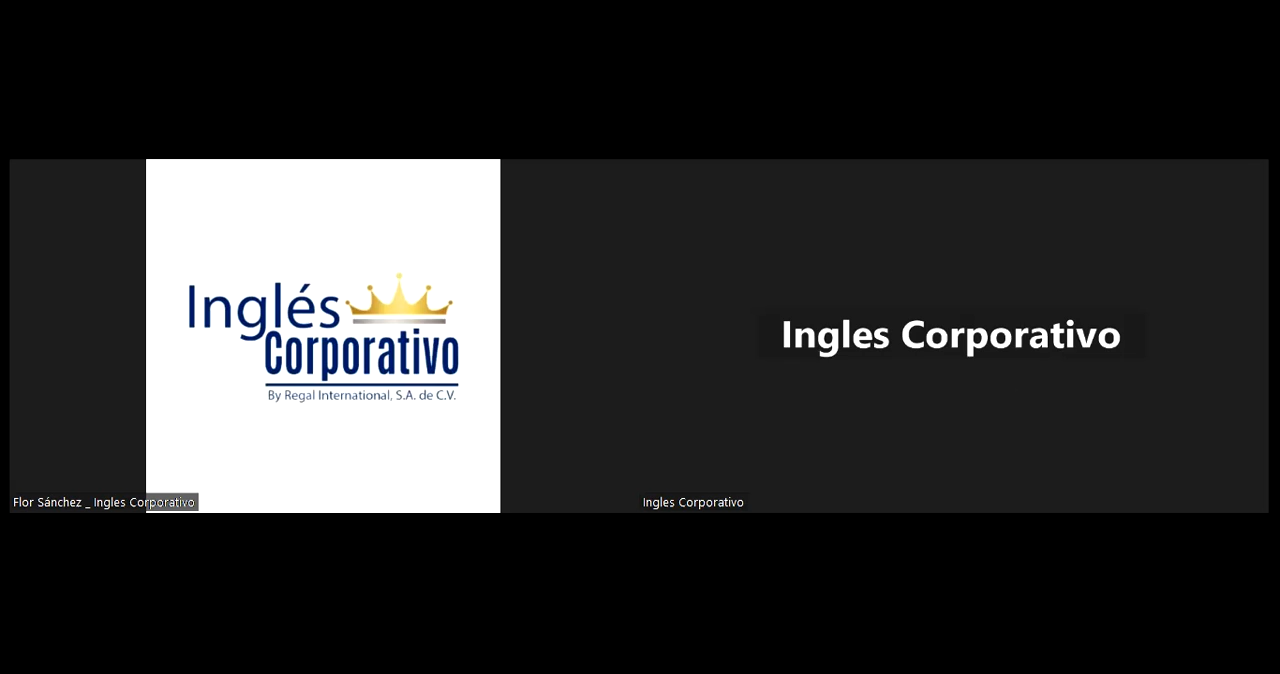 Inglés
Corporativo
By Regal International, S.A. de C.V.
Ingles Corporativo
Flor Sánchez _ Ingles Corporativo
Ingles Corporativo